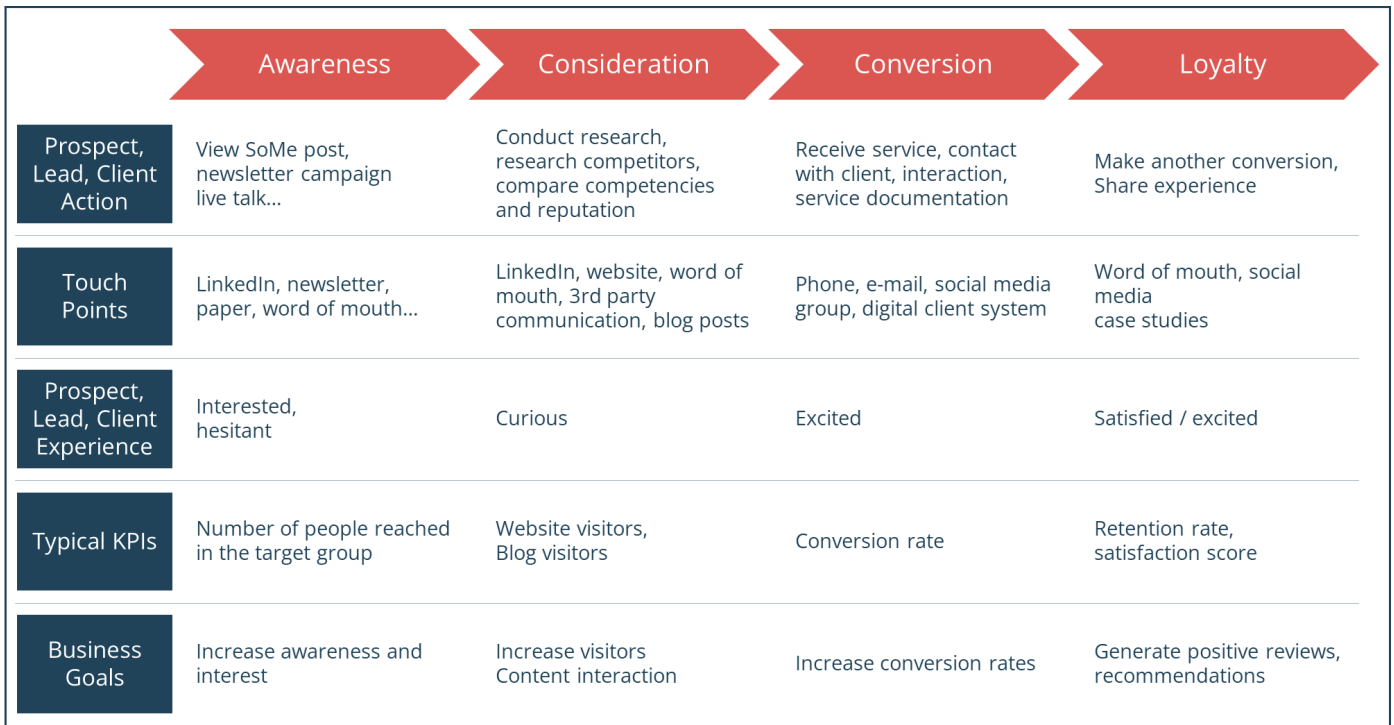 Awareness
Consideration
Conversion
Loyalty
Prospect,
Lead, Client
Action
View SoMe post,
newsletter campaign
live talk...
Conduct research,
research competitors,
compare competencies
and reputation
Receive service, contact
with client, interaction,
service documentation
Make another conversion,
Share experience
Touch
Points
LinkedIn, newsletter,
paper, word of mouth...
LinkedIn, website, word of
mouth, 3rd party
communication, blog posts
Phone, e-mail, social media
group, digital client system
Word of mouth, social
media
case studies
Prospect,
Lead, Client
Experience
Interested,
hesitant
Curious
Excited
Satisfied / excited
Typical KPIs
Number of people reached
in the target group
Website visitors,
Blog visitors
Conversion rate
Retention rate,
satisfaction score
Business
Goals
Increase awareness and
interest
Increase visitors
Content interaction
Increase conversion rates
Generate positive reviews,
recommendations